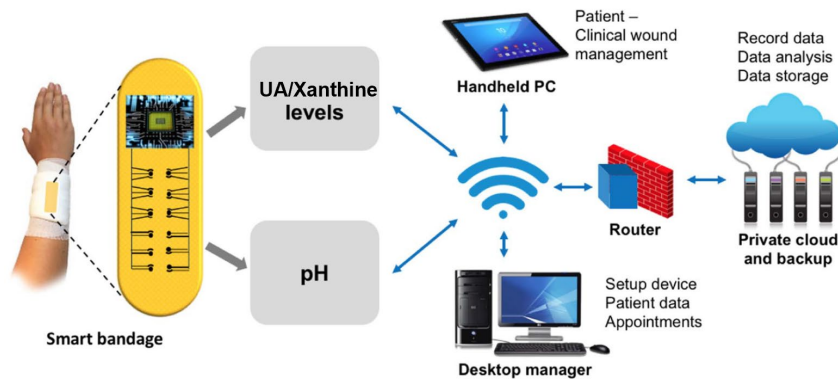 Patient –
Clinical wound
management
Handheld PC
Record data
Data analysis
Data storage
UA/Xanthine
levels
Router
Private cloud
and backup
pH
Setup device
Patient data
Appointments
Smart bandage
Desktop manager